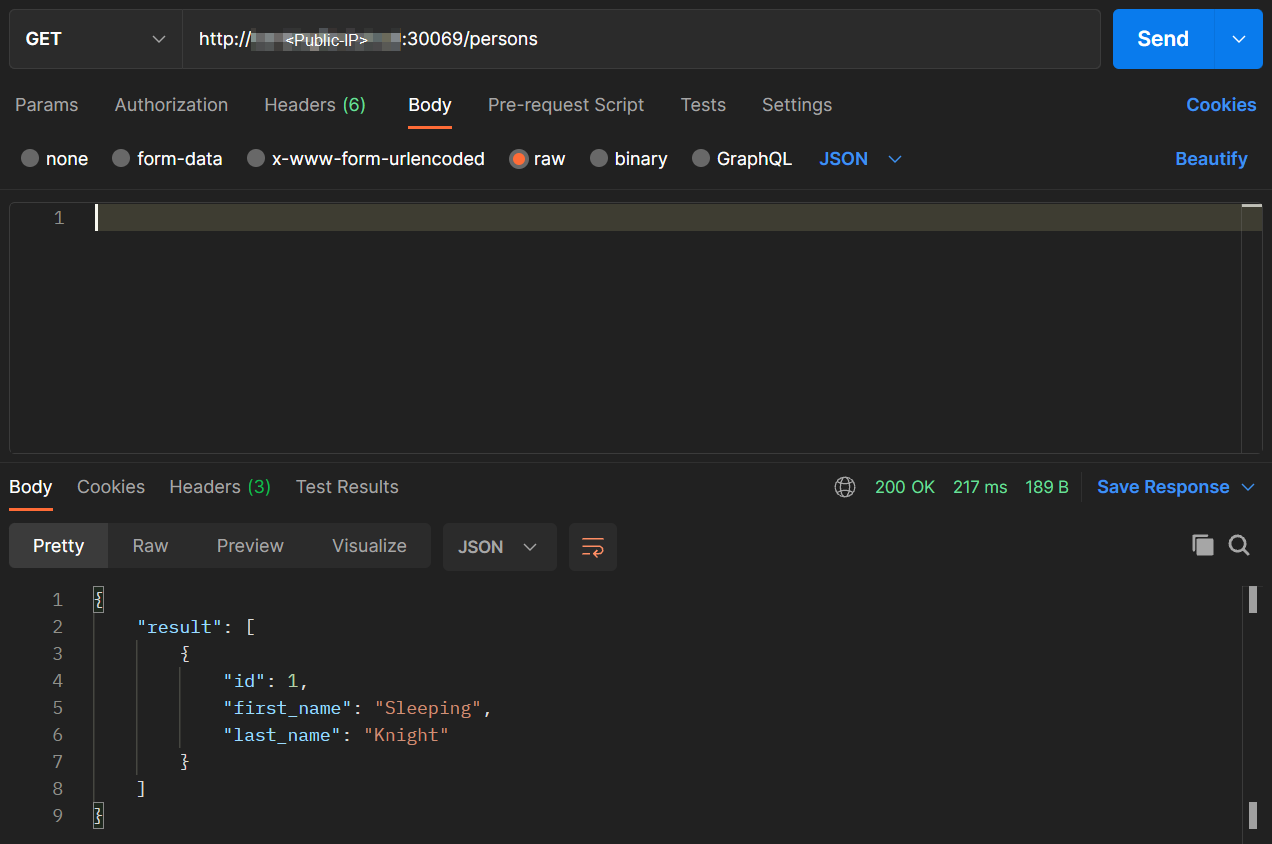 GET http://<Public-IP>:30069/persons Send
Params Authorization Headers (6) Body Pre-request Script Tests Settings Cookies
none form-data x-www-form-urlencoded raw binary GraphQL JSON Beautify
1
Body Cookies Headers (3) Test Results 200 OK 217 ms 189 B Save Response
Pretty Raw Preview Visualize JSON
1 {
2 "result": [
3 {
4 "id": 1,
5 "first_name": "Sleeping",
6 "last_name": "Knight"
7 }
8 ]
9 }